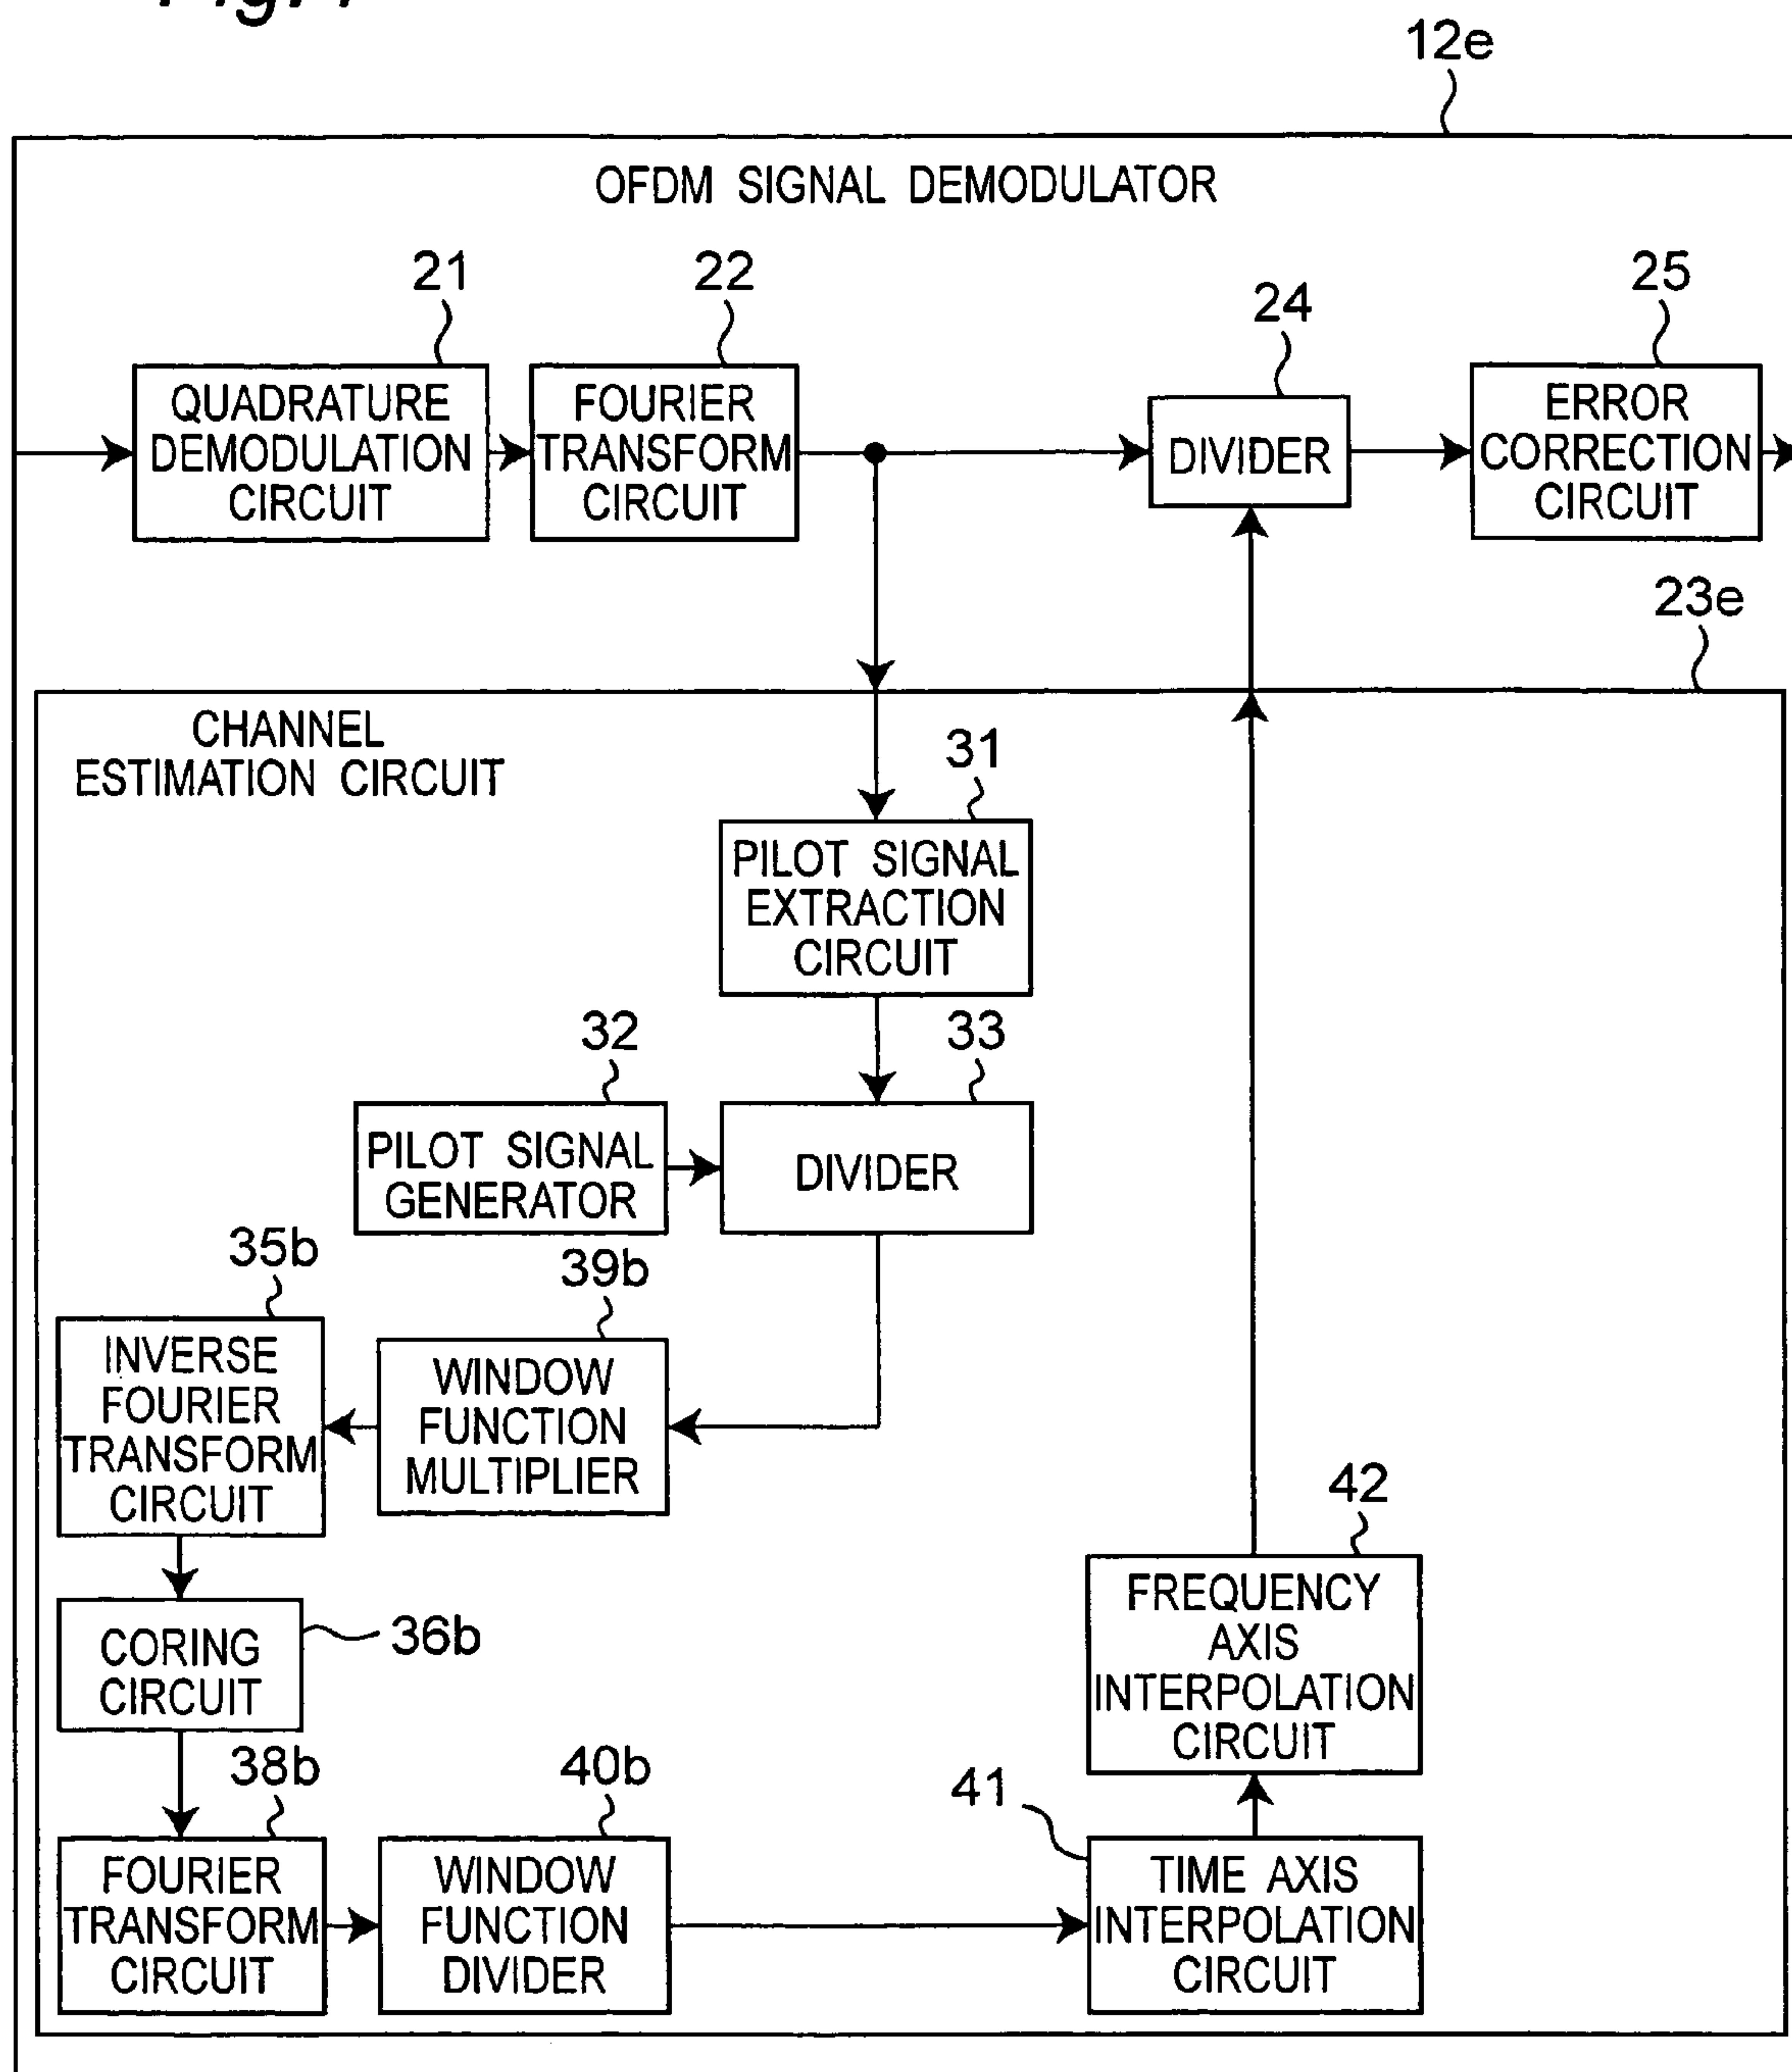 12e
OFDM SIGNAL DEMODULATOR
21
22
24
25
QUADRATURE
DEMODULATION
CIRCUIT
FOURIER
TRANSFORM
CIRCUIT
DIVIDER
ERROR
CORRECTION
CIRCUIT
23e
CHANNEL
ESTIMATION CIRCUIT
31
PILOT SIGNAL
EXTRACTION
CIRCUIT
32
33
PILOT SIGNAL
GENERATOR
DIVIDER
35b
39b
INVERSE
FOURIER
TRANSFORM
CIRCUIT
WINDOW
FUNCTION
MULTIPLIER
42
FREQUENCY
AXIS
INTERPOLATION
CIRCUIT
36b
CORING
CIRCUIT
38b
40b
41
FOURIER
TRANSFORM
CIRCUIT
WINDOW
FUNCTION
DIVIDER
TIME AXIS
INTERPOLATION
CIRCUIT